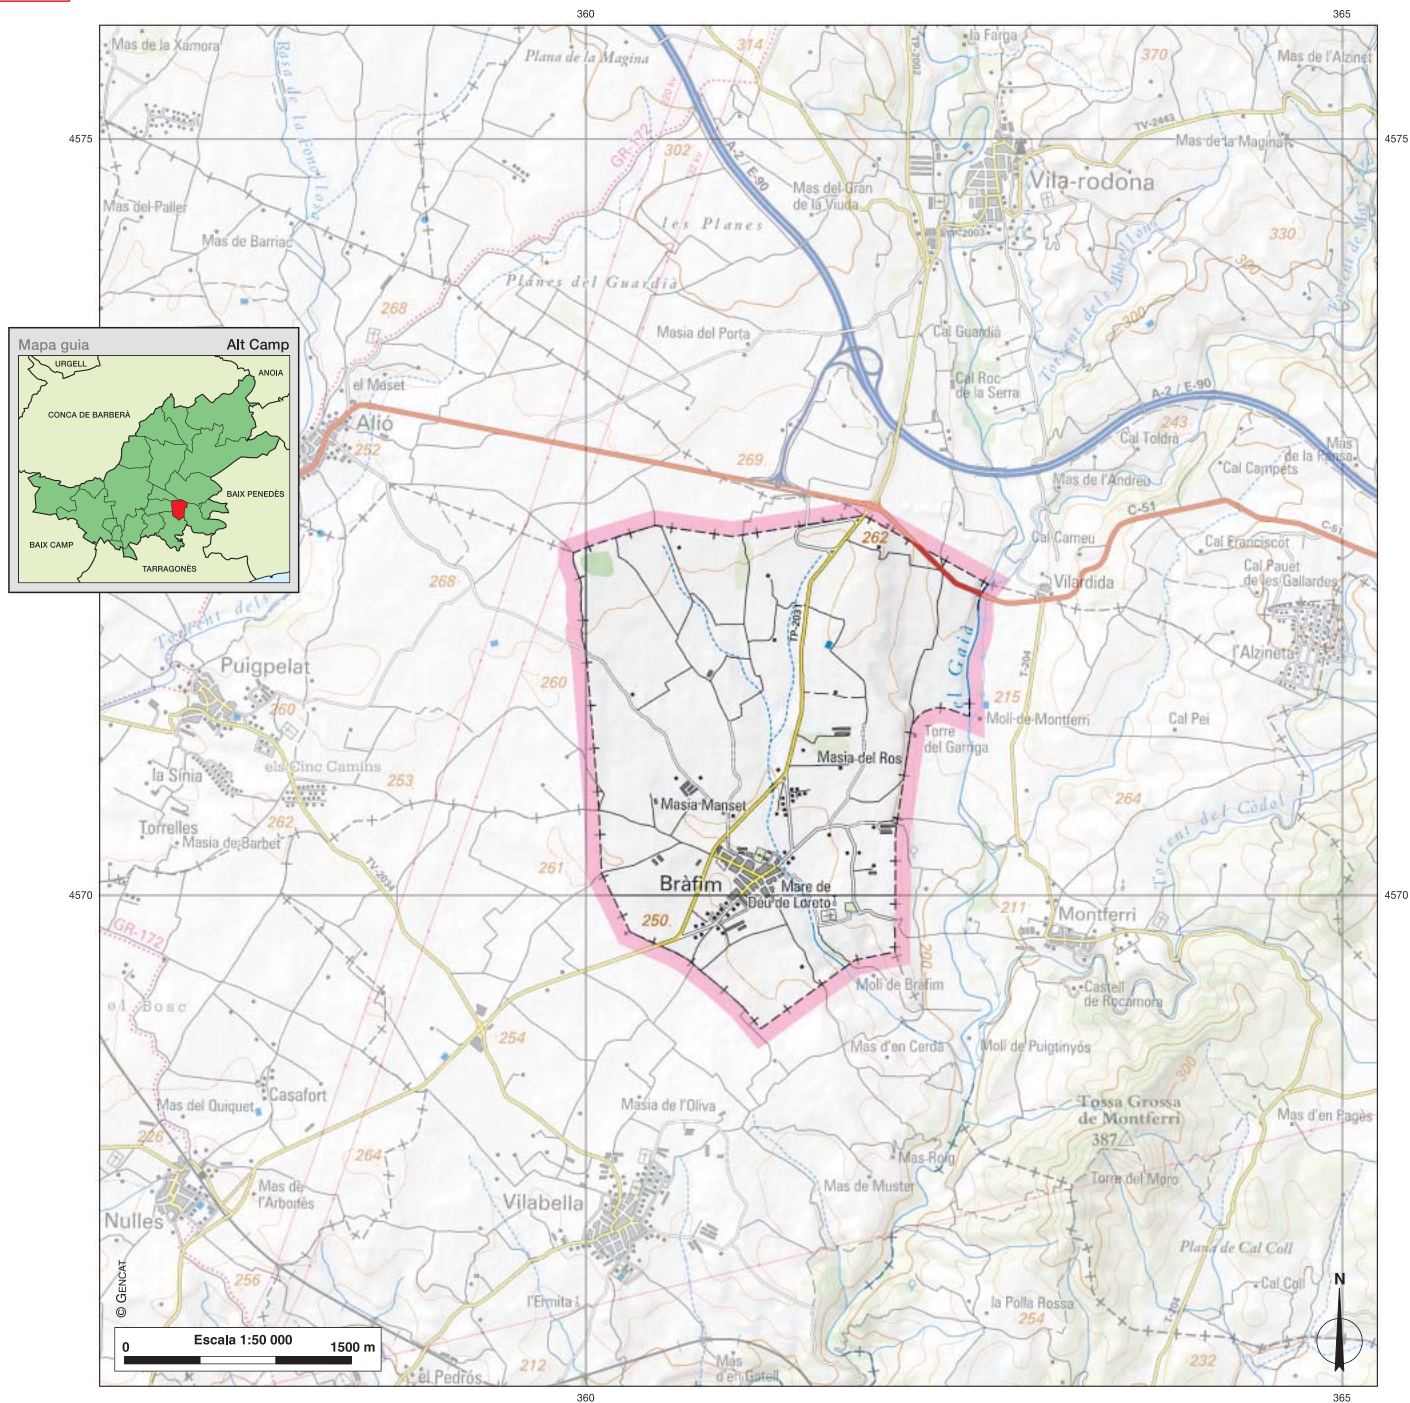 360
365
4575
4575
4570
4570
360
365
Mas de la Xamora
Plana de la Magina
314
la Farga
370
Mas de l'Alzinet
TP-2002
220 kV
TV-2443
Mas de la Magina
GR-172
302
A-2 / E-90
Vila-rodona
Mas del Gran
de la Viuda
Mas del Paller
Mas de Barriac
les Planes
TP-2003
330
300
Planes del Guardià
268
Masia del Porta
Cal Guardià
300
Torrent dels Abellons
Mapa guia
Alt Camp
URGELL
ANOIA
CONCA DE BARBERÀ
BAIX PENEDÈS
BAIX CAMP
TARRAGONÈS
el Maset
Alió
252
Cal Roc
de la Serra
A-2 / E-90
243
Cal Toldrà
Mas
de la Pansa
Cal Campets
269
Mas de l'Andreu
C-51
C-51
262
Cal Cameu
Cal Franciscot
Cal Pauet
de les Gallardes
268
Vilardida
Torrent dels
TP-2031
l'Alzineta
el Gaià
T-204
Puigpelat
260
260
215
Molí de Montferri
Cal Pei
Torre
del Garriga
Masia del Ros
els Cinc Camins
la Sínia
253
Masia Manset
264
262
Torrelles
Masia de Barbet
Torrent del Còdol
TV-2034
261
Bràfim
Mare de
Déu de Loreto
250
211
Montferri
GR-172
200
Molí de Bràfim
Castell
de Rocamora
el Bosc
254
Mas d'en Cerdà
Molí de Puigtinyós
300
Casafort
Mas del Quiquet
Masia de l'Oliva
Tossa Grossa
de Montferri
387
Mas d'en Pagès
226
264
Mas Roig
Mas de Muster
Torre del Moro
Mas de
l'Arbonès
Vilabella
Nulles
Plana de Cal Coll
256
Cal Coll
l'Ermita
la Polla Rossa
254
T-204
N
© GENCAT
Escala 1:50 000
0
1500 m
212
el Pedrós
Mas
d'en Gatell
232